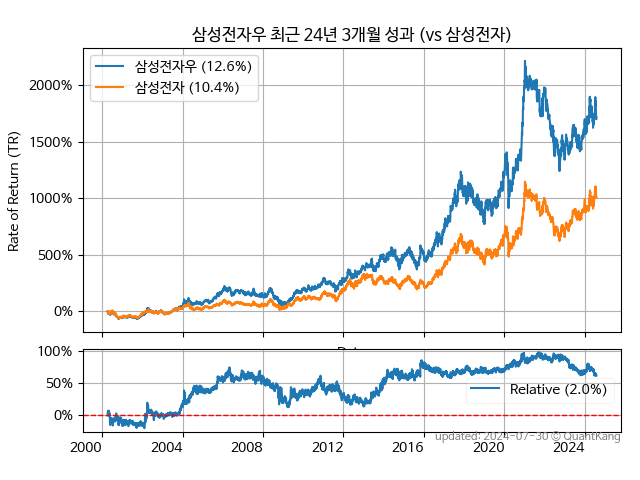 삼성전자우 최근 24년 3개월 성과 (vs 삼성전자)
삼성전자우 (12.6%)
삼성전자 (10.4%)
Rate of Return (TR)
2000%
1500%
1000%
500%
0%
100%
50%
0%
Relative (2.0%)
updated: 2024-07-30 © QuantKang
2000 2004 2008 2012 2016 2020 2024